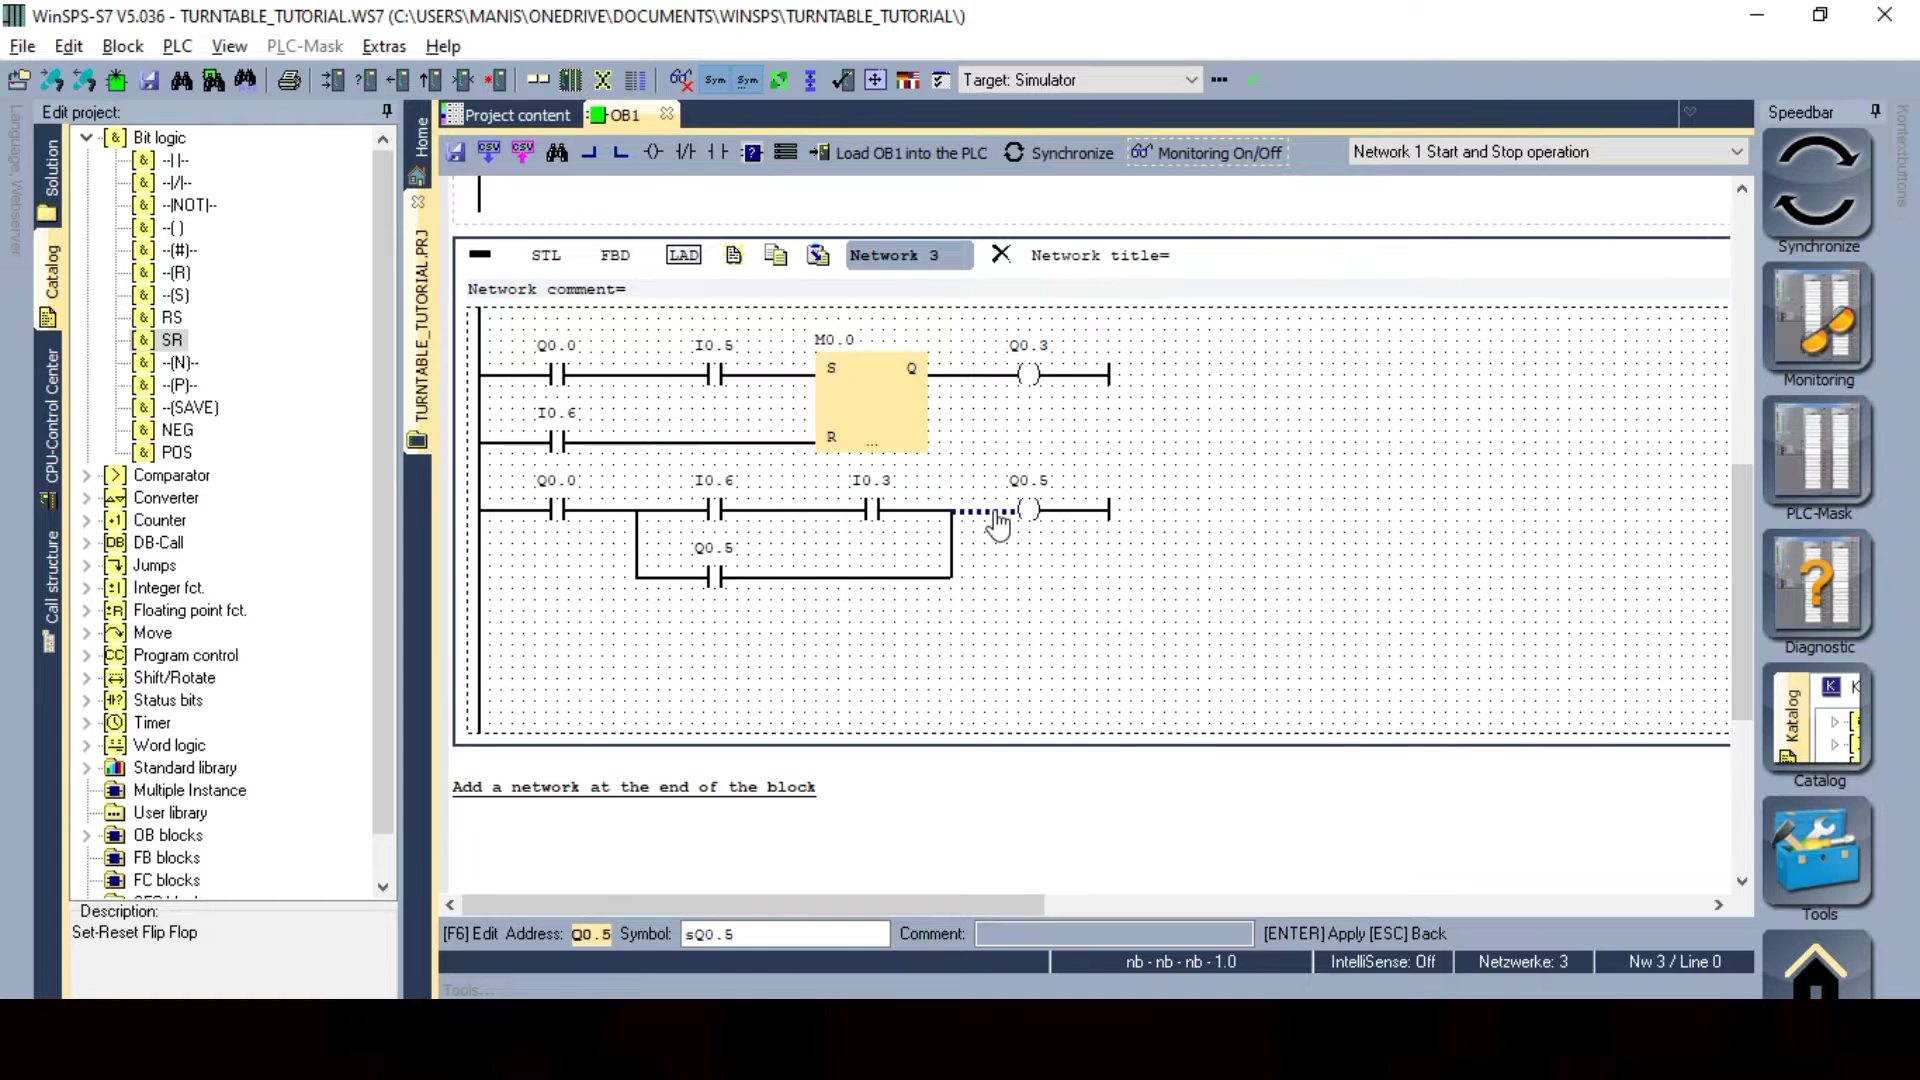 WinSPS-S7 V5.036 - TURNTABLE_TUTORIAL.WS7 (C:\USERS\MANIS\ONEDRIVE\DOCUMENTS\WINSPS\TURNTABLE_TUTORIAL\)
File Edit Block PLC View PLC-Mask Extras Help
Sym Sym Target: Simulator
Edit project:
Project content OB1
Speedbar
Language, Webserver
Solution
Catalog
CPU-Control Center
Call structure
Bit logic
--| |--
--|/|--
--|NOT|--
--( )
--(#)--
--(R)
--(S)
RS
SR
--(N)--
--(P)--
--(SAVE)
NEG
POS
Comparator
Converter
Counter
DB-Call
Jumps
Integer fct.
Floating point fct.
Move
Program control
Shift/Rotate
Status bits
Timer
Word logic
Standard library
Multiple Instance
User library
OB blocks
FB blocks
FC blocks
Description:
Set-Reset Flip Flop
Home
TURNTABLE_TUTORIAL.PRJ
CSV CSV Load OB1 into the PLC Synchronize Monitoring On/Off Network 1 Start and Stop operation
STL FBD LAD Network 3 Network title=
Network comment=
Q0.0 I0.5 M0.0 Q0.3
S Q
I0.6
R ...
Q0.0 I0.6 I0.3 Q0.5
Q0.5
Add a network at the end of the block
[F6] Edit Address: Q0.5 Symbol: sQ0.5 Comment: [ENTER] Apply [ESC] Back
nb - nb - nb - 1.0 IntelliSense: Off Netzwerke: 3 Nw 3 / Line 0
Tools...
Synchronize
Monitoring
PLC-Mask
Diagnostic
Katalog
K K
Catalog
Tools
Kontextbuttons